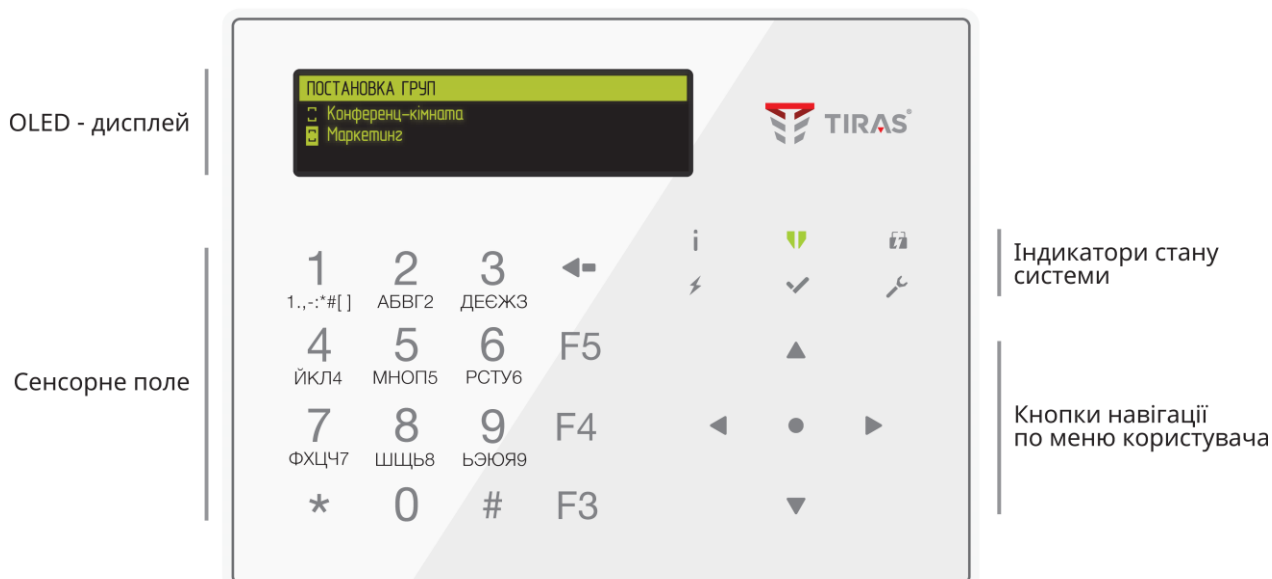 OLED - дисплей
ПОСТАНОВКА ГРУП
Конференц-кімната
Маркетинг
TIRAS®
Індикатори стану
системи
Сенсорне поле
1 2 3
1.,-:*#[ ] АБВГ2 ДЕЄЖЗ
4 5 6 F5
ЙКЛ4 МНОП5 РСТУ6
7 8 9 F4
ФХЦЧ7 ШЩЬ8 ЬЭЮЯ9
* 0 # F3
Кнопки навігації
по меню користувача